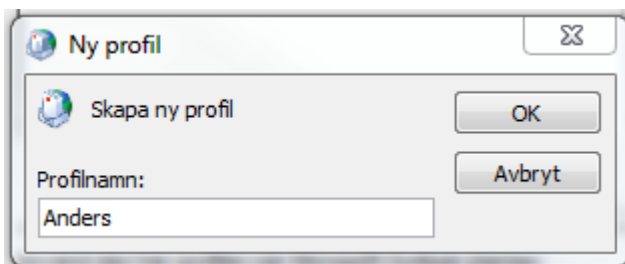 Ny profil
Skapa ny profil
OK
Avbryt
Profilnamn:
Anders